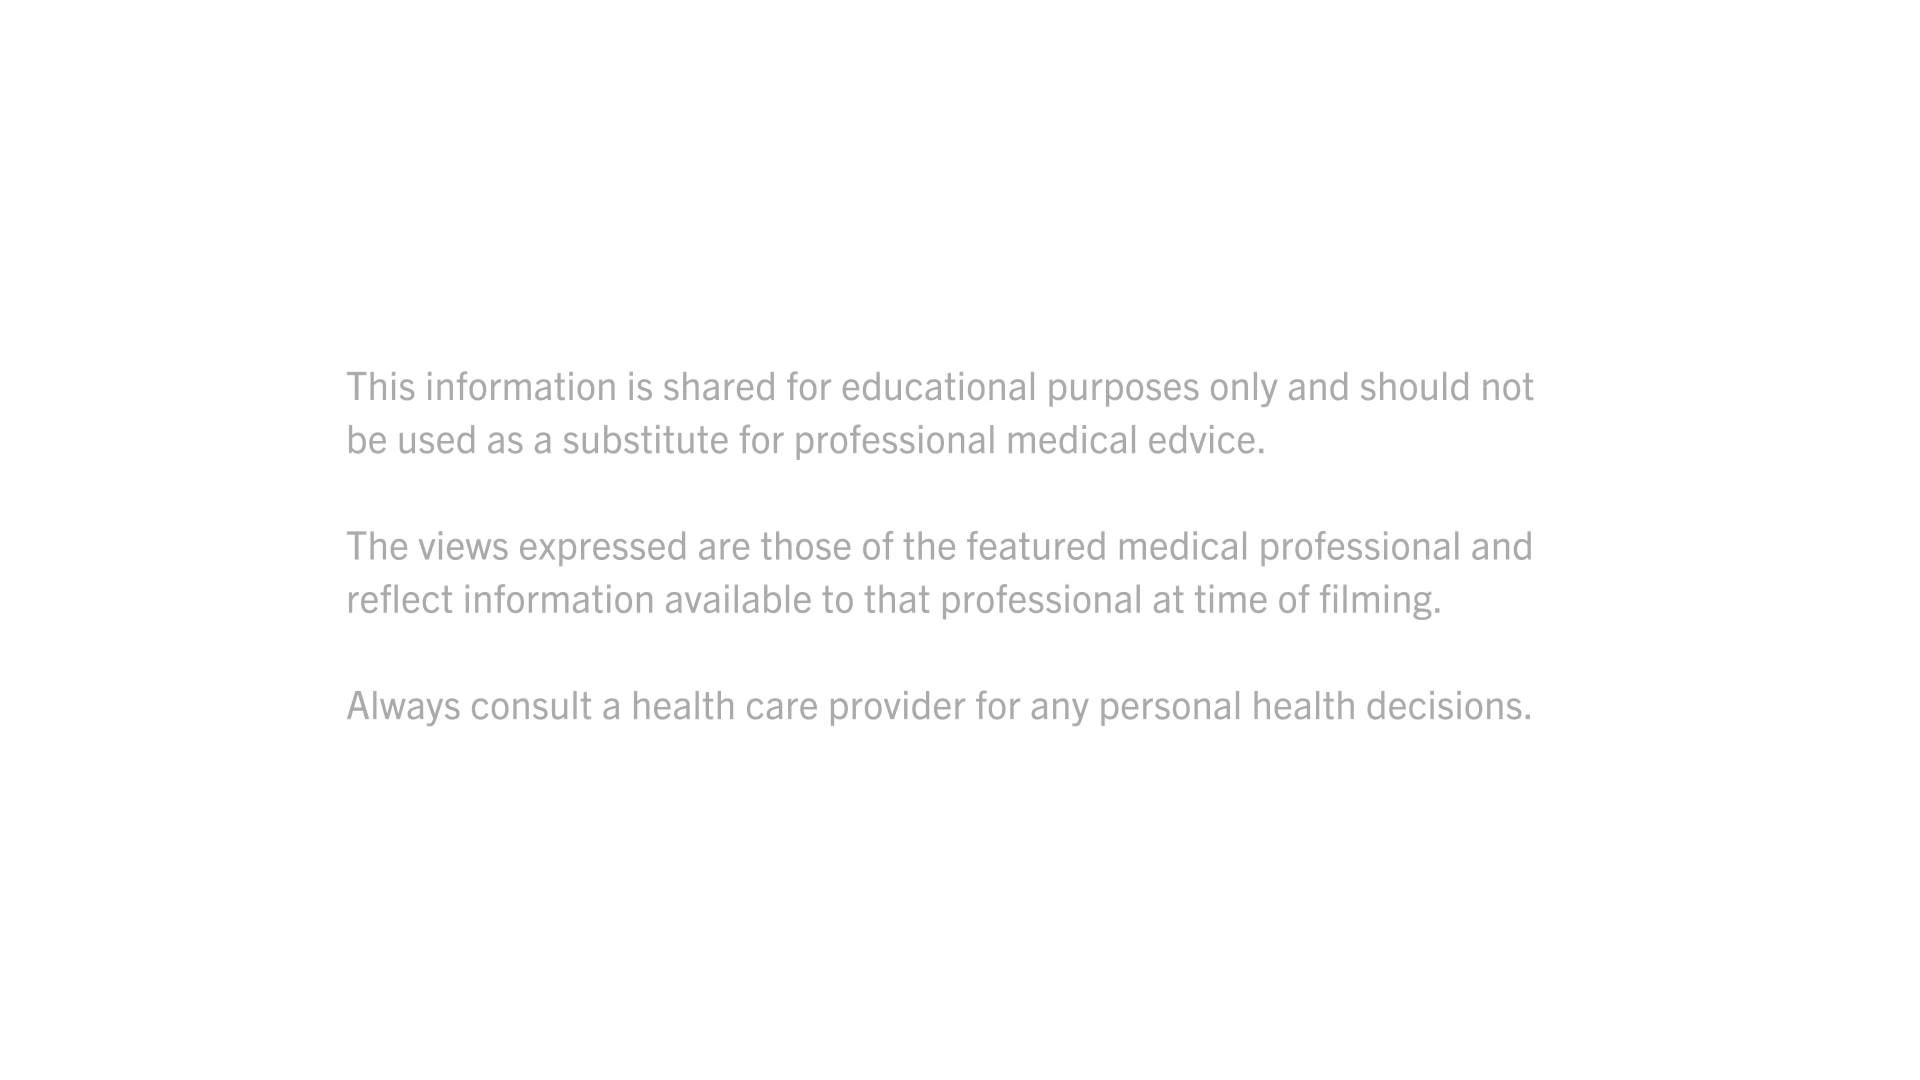 This information is shared for educational purposes only and should not
be used as a substitute for professional medical edvice.
The views expressed are those of the featured medical professional and
reflect information available to that professional at time of filming.
Always consult a health care provider for any personal health decisions.